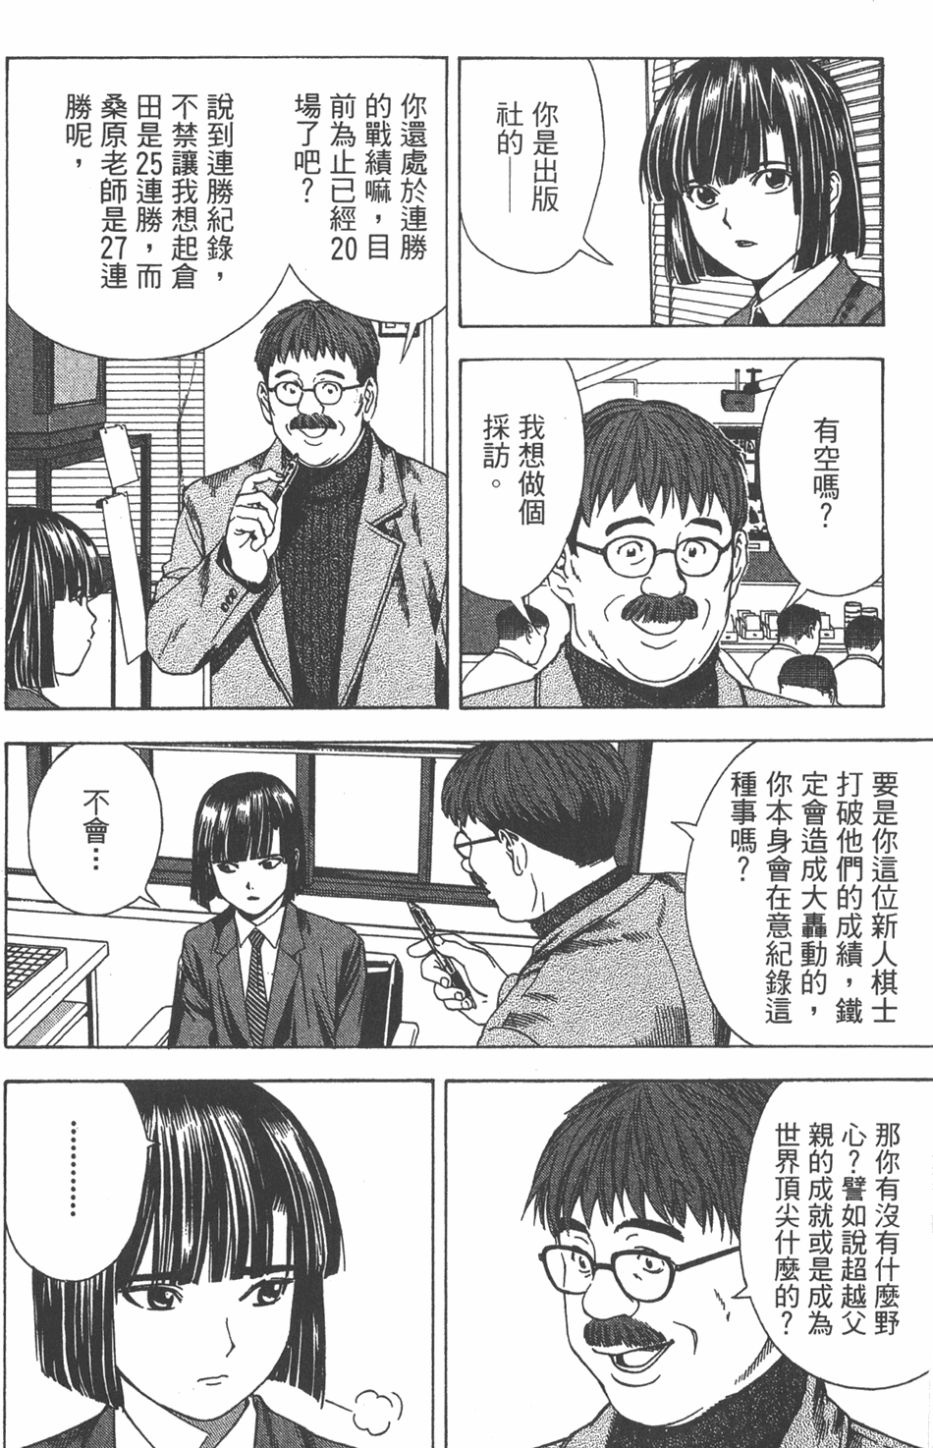 你是出版
社的——
有空嗎？
我想做個
採訪。
你還處於連勝
的戰績嘛，目
前為止已經20
場了吧？
說到連勝紀錄，
不禁讓我想起倉
田是25連勝，而
桑原老師是27連
勝呢，
要是你這位新人棋士
打破他們的成績，鐵
定會造成大轟動的，
你本身會在意紀錄這
種事嗎？
不會…
那你有沒有什麼野
心？譬如說超越父
親的成就或是成為
世界頂尖什麼的？
…………